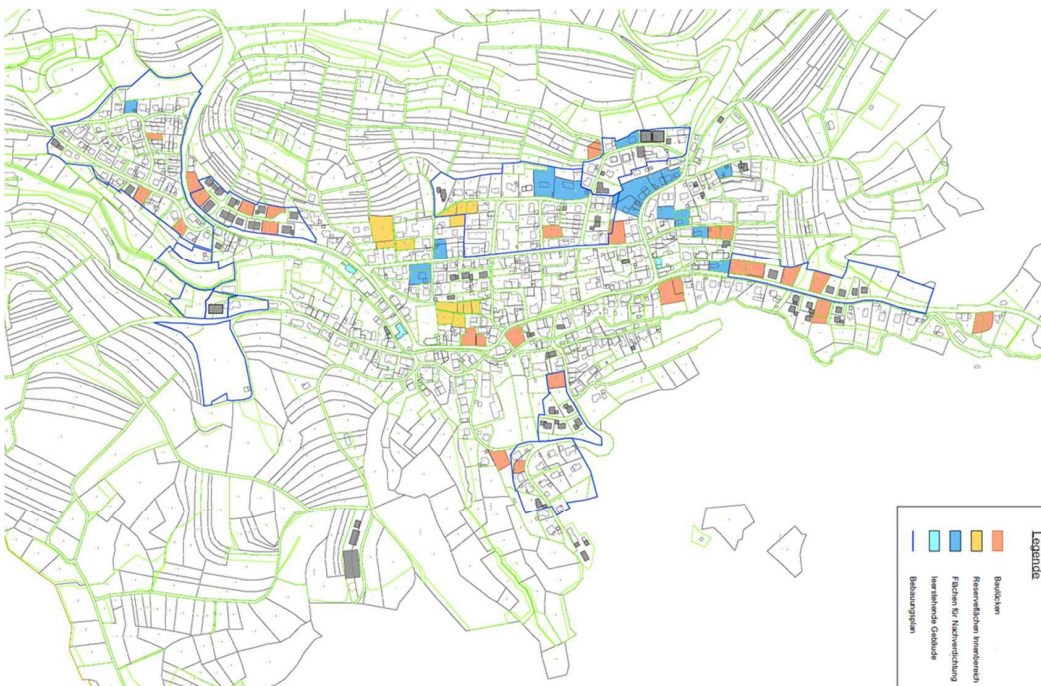 Legende
Baulücken
Reserveflächen Innenbereich
Flächen für Nachverdichtung
leerstehende Gebäude
Bebauungsplan